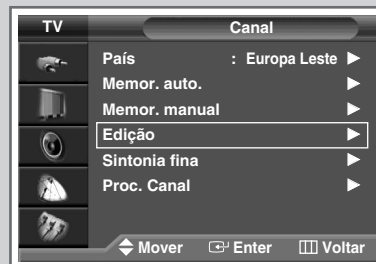 TV Canal
País : Europa Leste
Memor. auto.
Memor. manual
Edição
Sintonia fina
Proc. Canal
Mover Enter Voltar